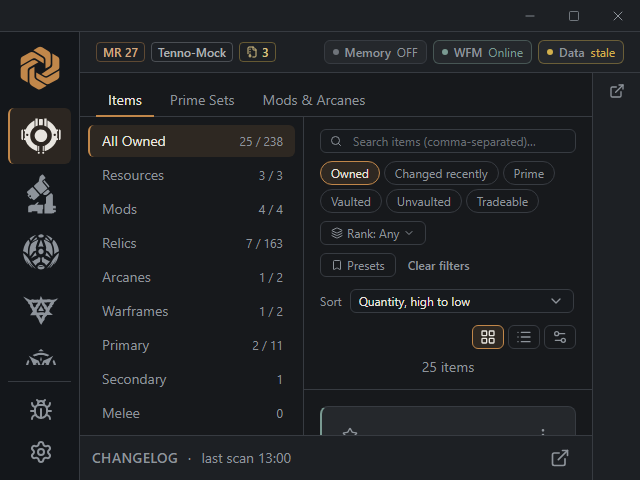 MR 27 Tenno-Mock 3 Memory OFF WFM Online Data stale
Items Prime Sets Mods & Arcanes
All Owned 25 / 238
Resources 3 / 3
Mods 4 / 4
Relics 7 / 163
Arcanes 1 / 2
Warframes 1 / 2
Primary 2 / 11
Secondary 1
Melee 0
Search items (comma-separated)...
Owned Changed recently Prime
Vaulted Unvaulted Tradeable
Rank: Any
Presets Clear filters
Sort Quantity, high to low
25 items
CHANGELOG · last scan 13:00